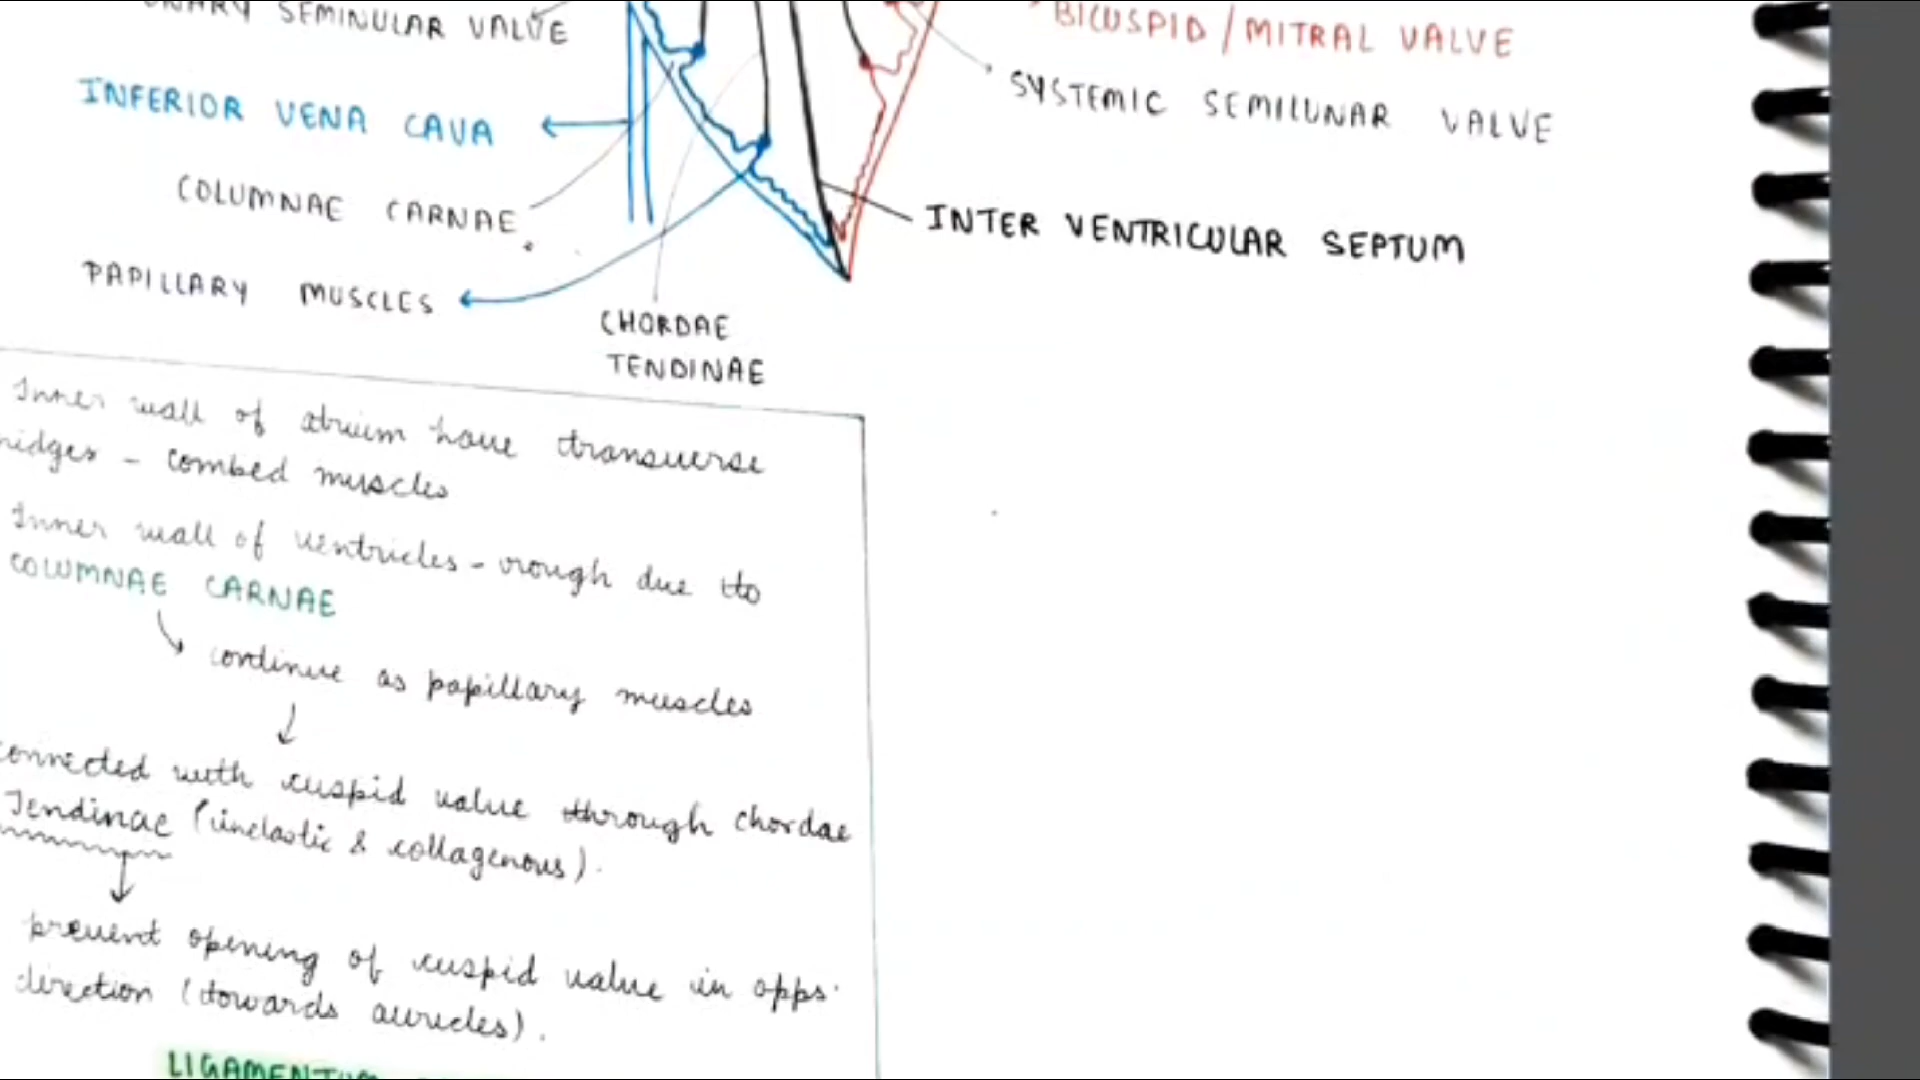 SEMINULAR VALVE
BICUSPID / MITRAL VALVE
SYSTEMIC SEMILUNAR VALVE
INFERIOR VENA CAVA
COLUMNAE CARNAE
INTER VENTRICULAR SEPTUM
PAPILLARY MUSCLES
CHORDAE
TENDINAE
Inner wall of atrium have transverse
ridges - combed muscles
Inner wall of ventricles - rough due to
COLUMNAE CARNAE
continue as papillary muscles
connected with cuspid valve through chordae
Tendinae (inelastic & collagenous).
prevent opening of cuspid valve in opps.
direction (towards auricles).
LIGAMENTUM